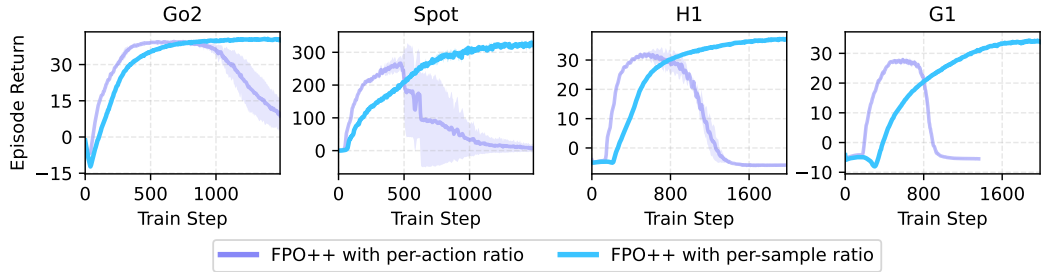 Go2 Spot H1 G1
Episode Return
30
15
0
−15
0 500 1000
Train Step
300
200
100
0
0 500 1000
Train Step
30
20
10
0
0 800 1600
Train Step
30
20
10
0
−10
0 800 1600
Train Step
FPO++ with per-action ratio FPO++ with per-sample ratio